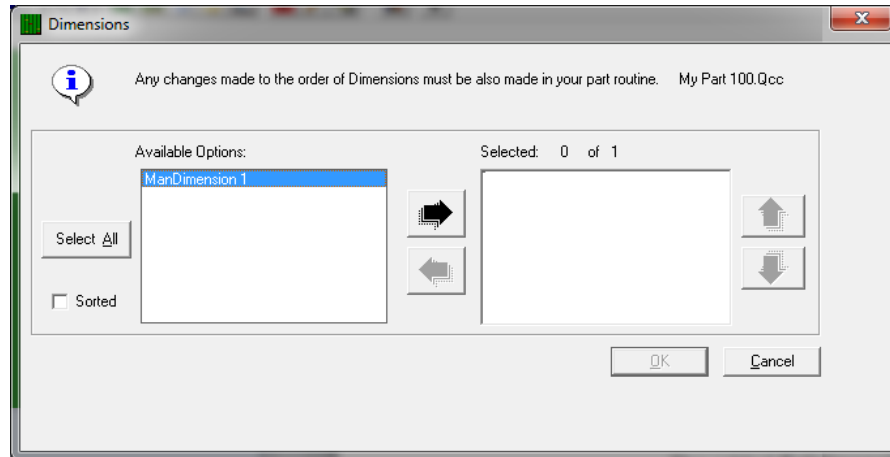 Dimensions
Any changes made to the order of Dimensions must be also made in your part routine. My Part 100.Qcc
Available Options:
Selected: 0 of 1
ManDimension 1
Select All
Sorted
OK
Cancel